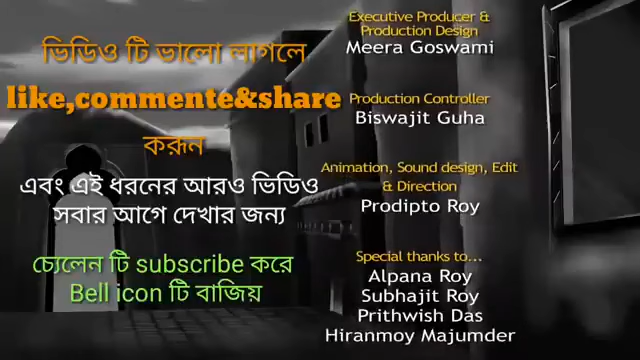 ভিডিও টি ভালো লাগলে
like,commente&share
করুন
এবং এই ধরনের আরও ভিডিও
সবার আগে দেখার জন্য
চ্যেলেন টি subscribe করে
Bell icon টি বাজিয়
Executive Producer &
Production Design
Meera Goswami
Production Controller
Biswajit Guha
Animation, Sound design, Edit
& Direction
Prodipto Roy
Special thanks to...
Alpana Roy
Subhajit Roy
Prithwish Das
Hiranmoy Majumder